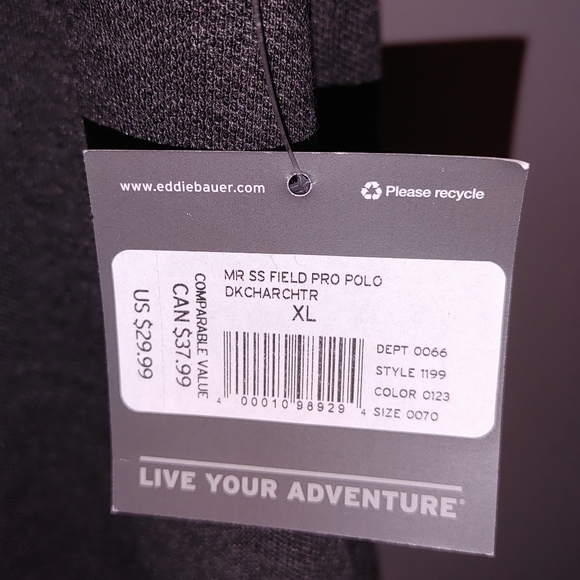 www.eddiebauer.com
Please recycle
MR SS FIELD PRO POLO
DKCHARCHTR
XL
COMPARABLE VALUE
CAN $37.99
US $29.99
4 00010 98929 4
DEPT 0066
STYLE 1199
COLOR 0123
SIZE 0070
LIVE YOUR ADVENTURE®